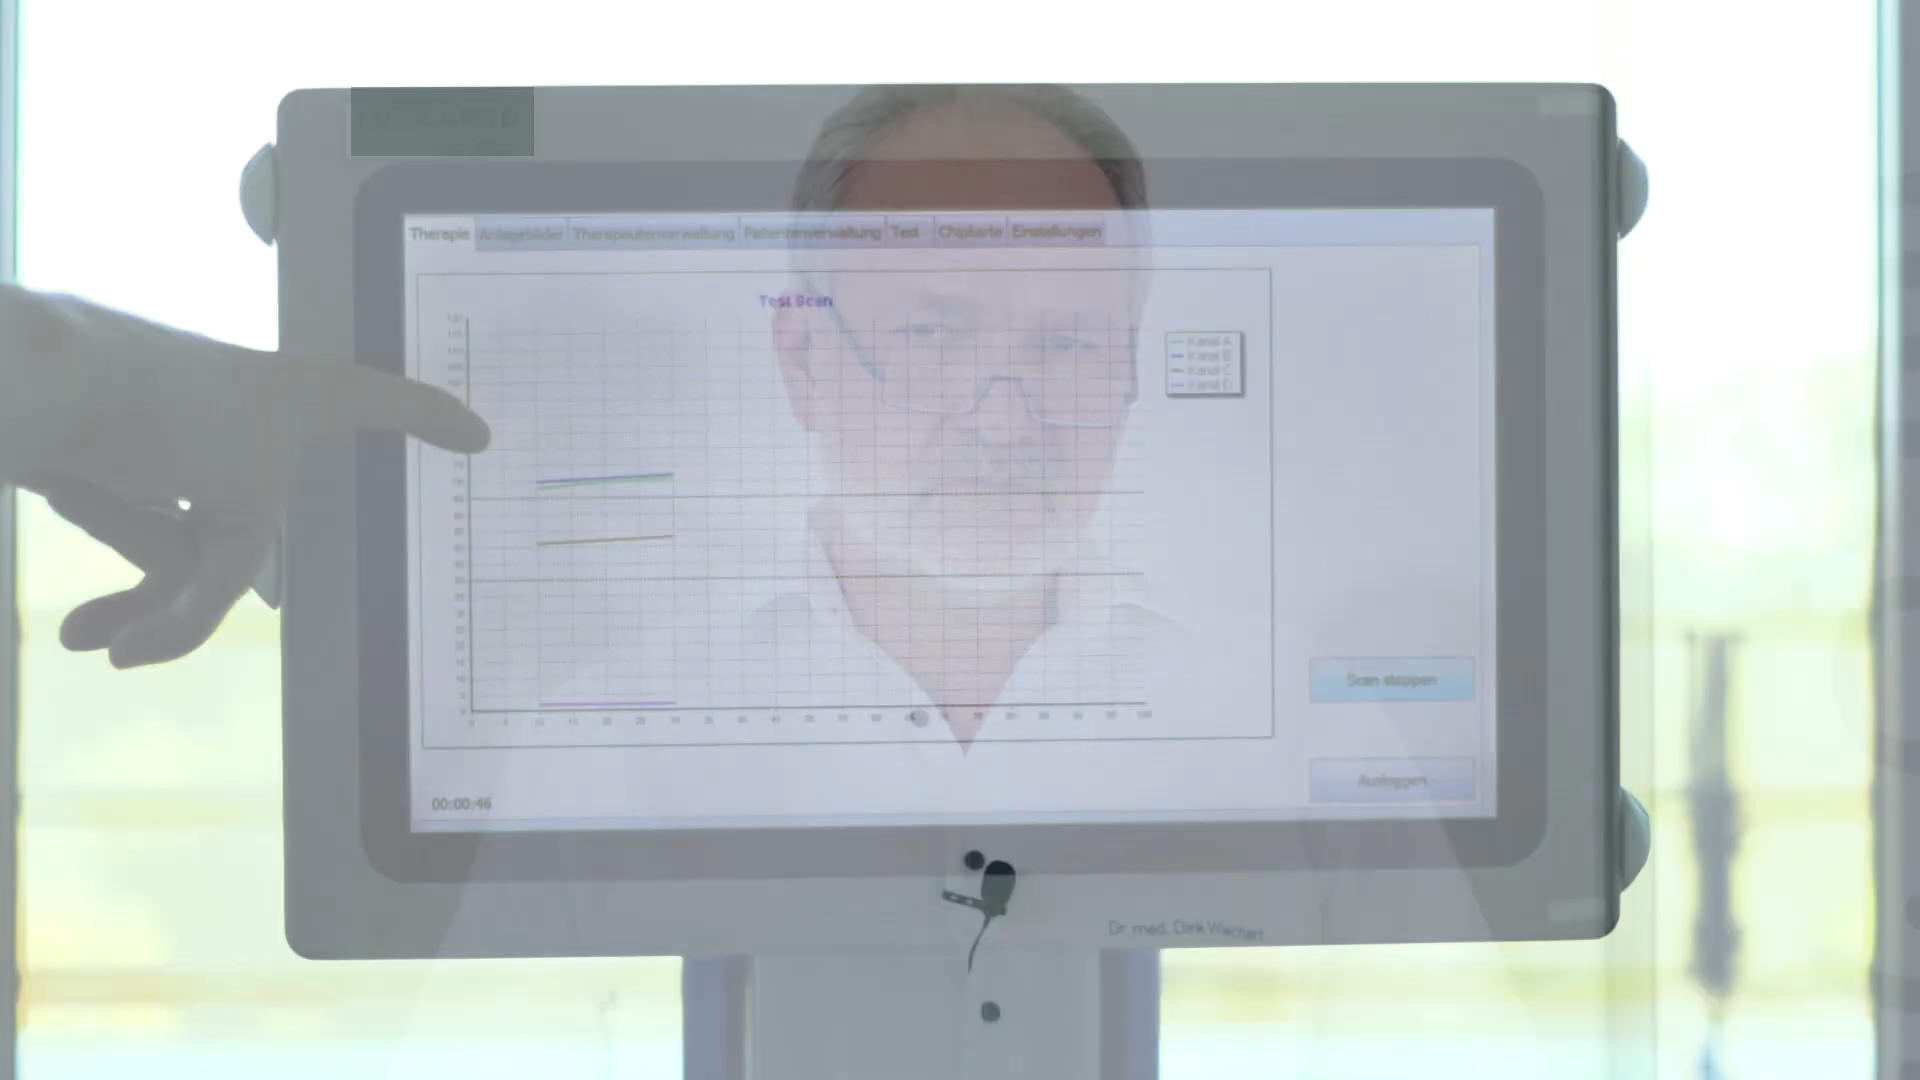 Therapie Anlagebilder Therapeutenverwaltung Patientenverwaltung Test Chipkarte Einstellungen
Test Scan
Kanal A
Kanal B
Kanal C
Kanal D
Scan stoppen
Ausloggen
00:00:46
Dr. med. Dirk Wiechert